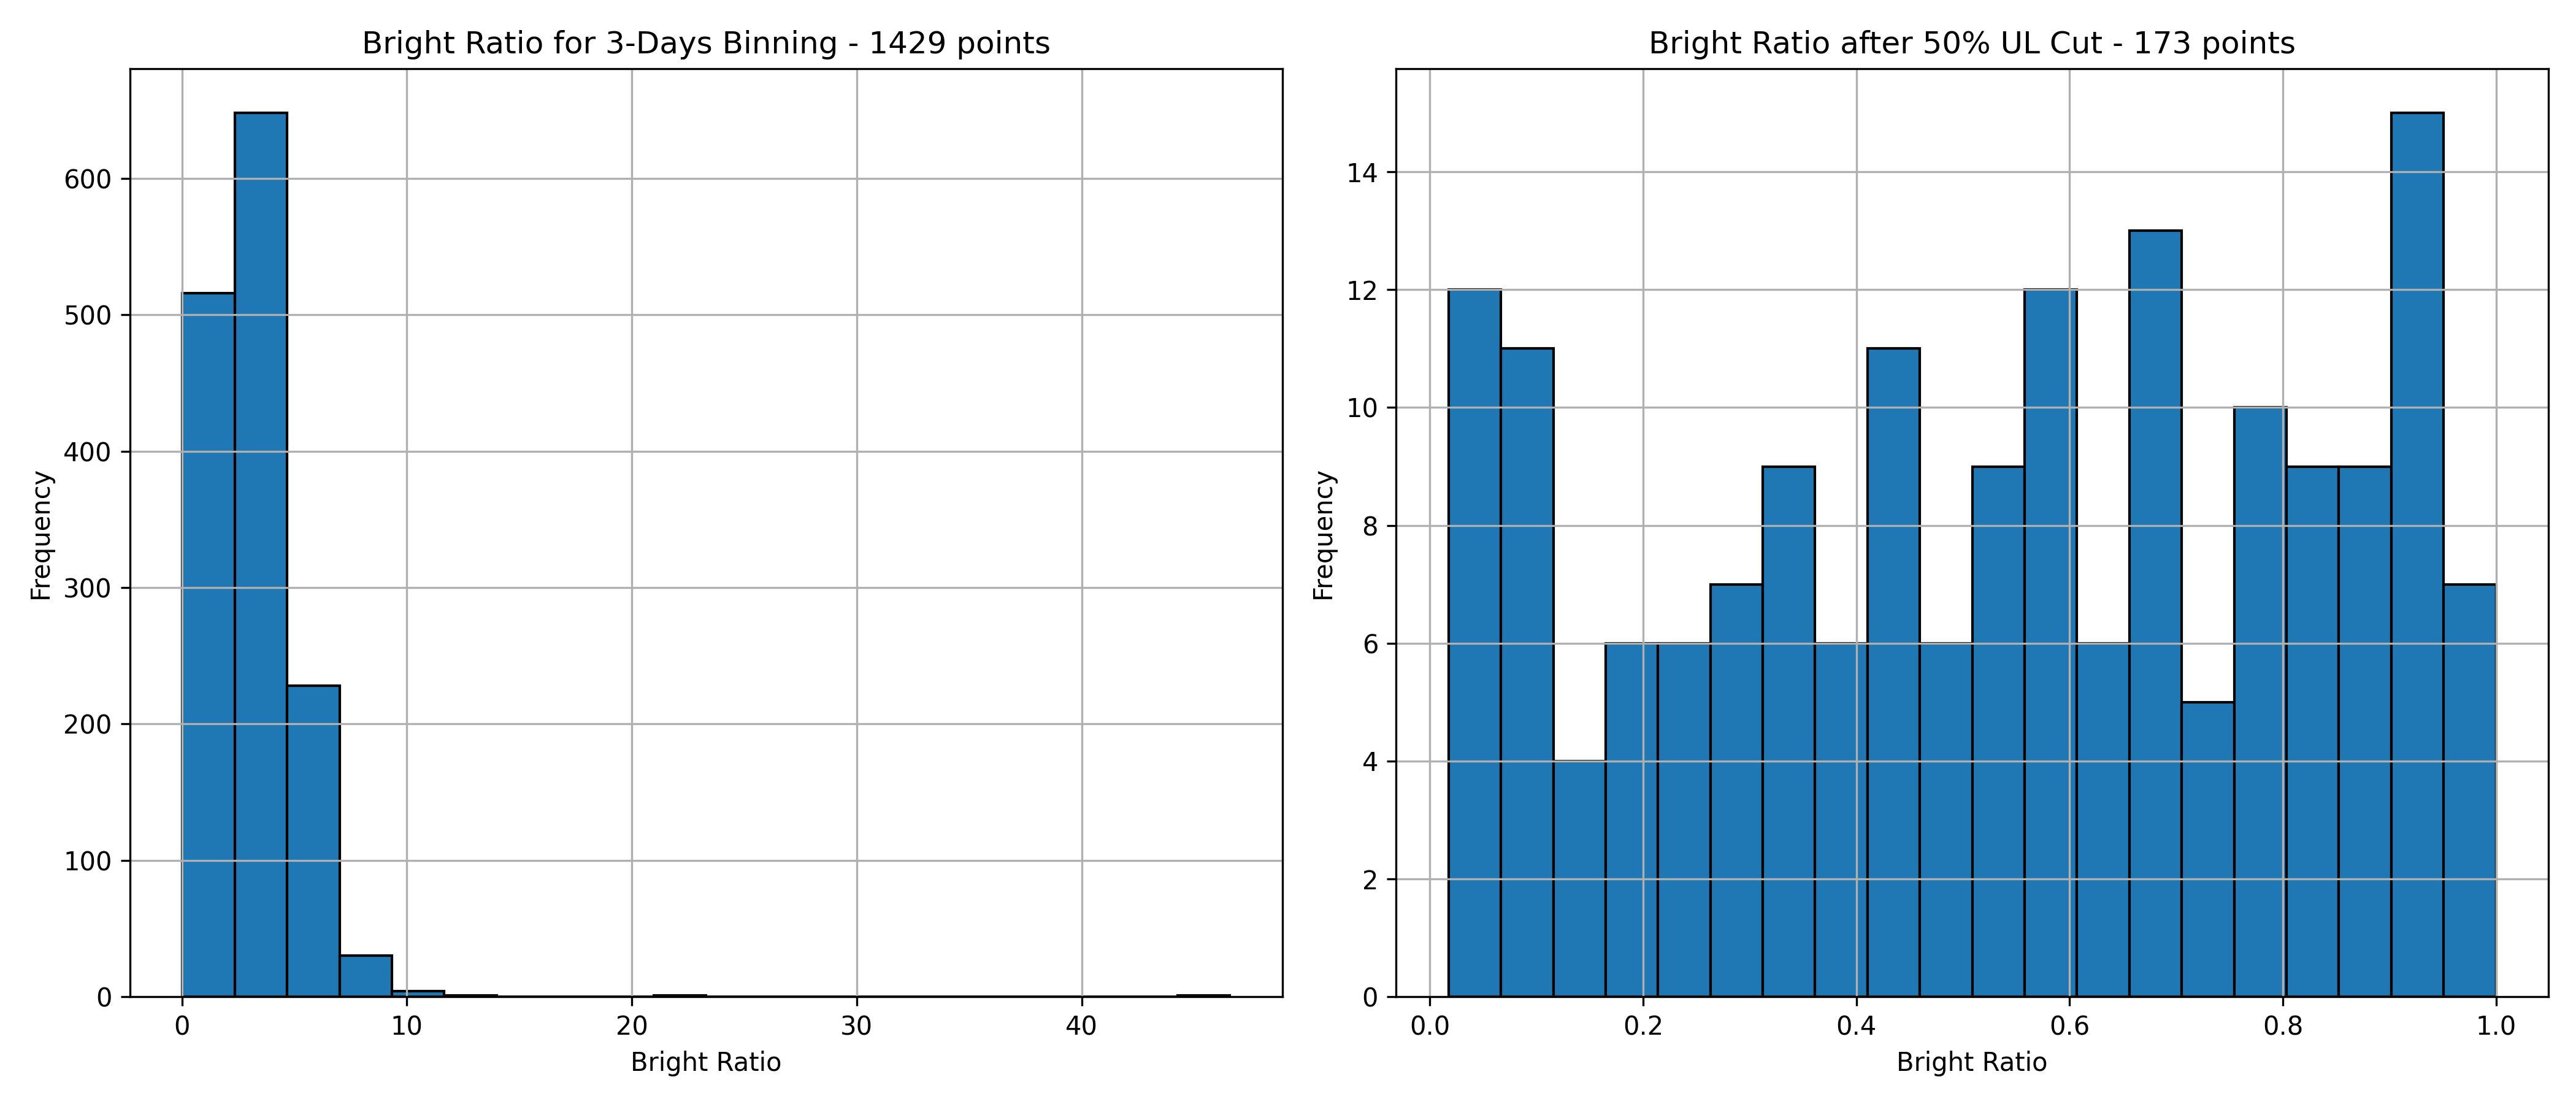 Bright Ratio for 3-Days Binning - 1429 points
Frequency
600
500
400
300
200
100
0
0 10 20 30 40
Bright Ratio
Bright Ratio after 50% UL Cut - 173 points
Frequency
14
12
10
8
6
4
2
0
0.0 0.2 0.4 0.6 0.8 1.0
Bright Ratio